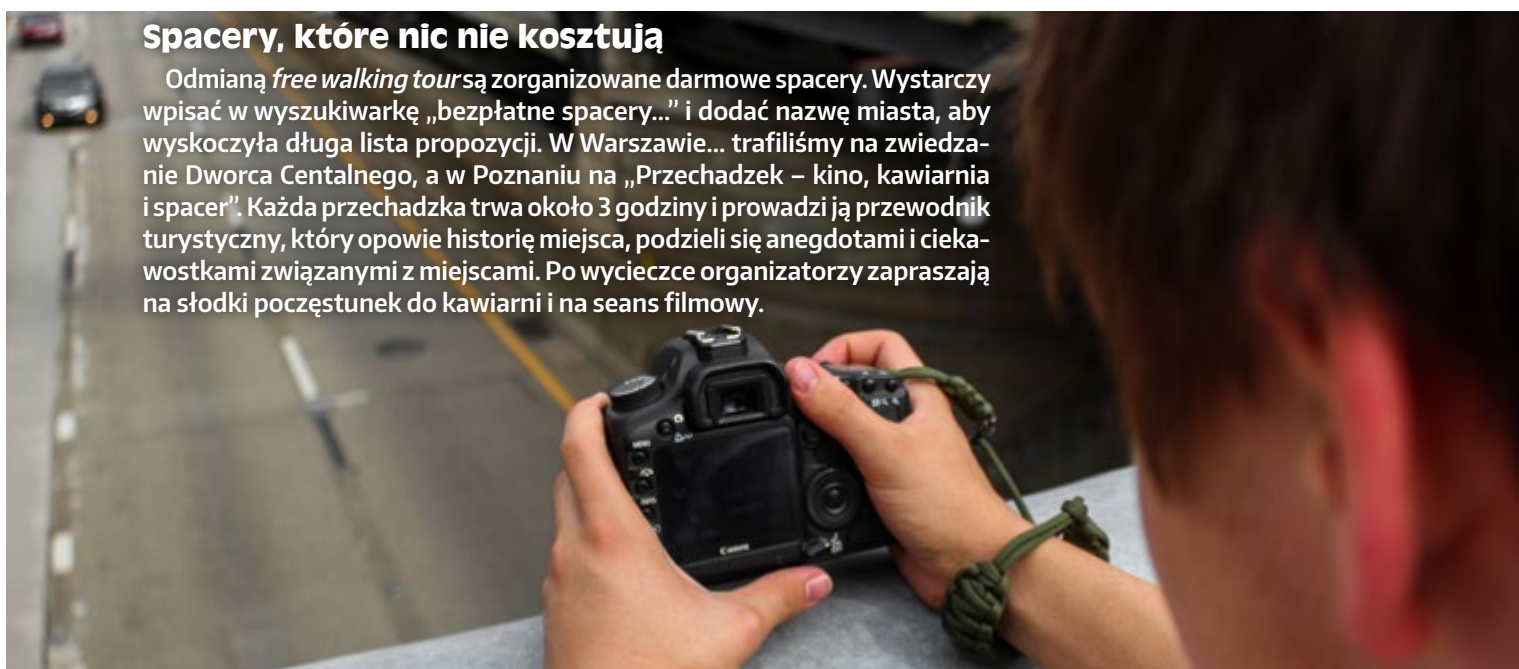 Spacery, które nic nie kosztują
Odmianą free walking tour są zorganizowane darmowe spacery. Wystarczy
wpisać w wyszukiwarkę „bezpłatne spacery...” i dodać nazwę miasta, aby
wyskoczyła długa lista propozycji. W Warszawie... trafiliśmy na zwiedza-
nie Dworca Centalnego, a w Poznaniu na „Przechadzek – kino, kawiarnia
i spacer”. Każda przechadzka trwa około 3 godziny i prowadzi ją przewodnik
turystyczny, który opowie historię miejsca, podzieli się anegdotami i cieka-
wostkami związanymi z miejscami. Po wycieczce organizatorzy zapraszają
na słodki poczęstunek do kawiarni i na seans filmowy.
MENU
Canon